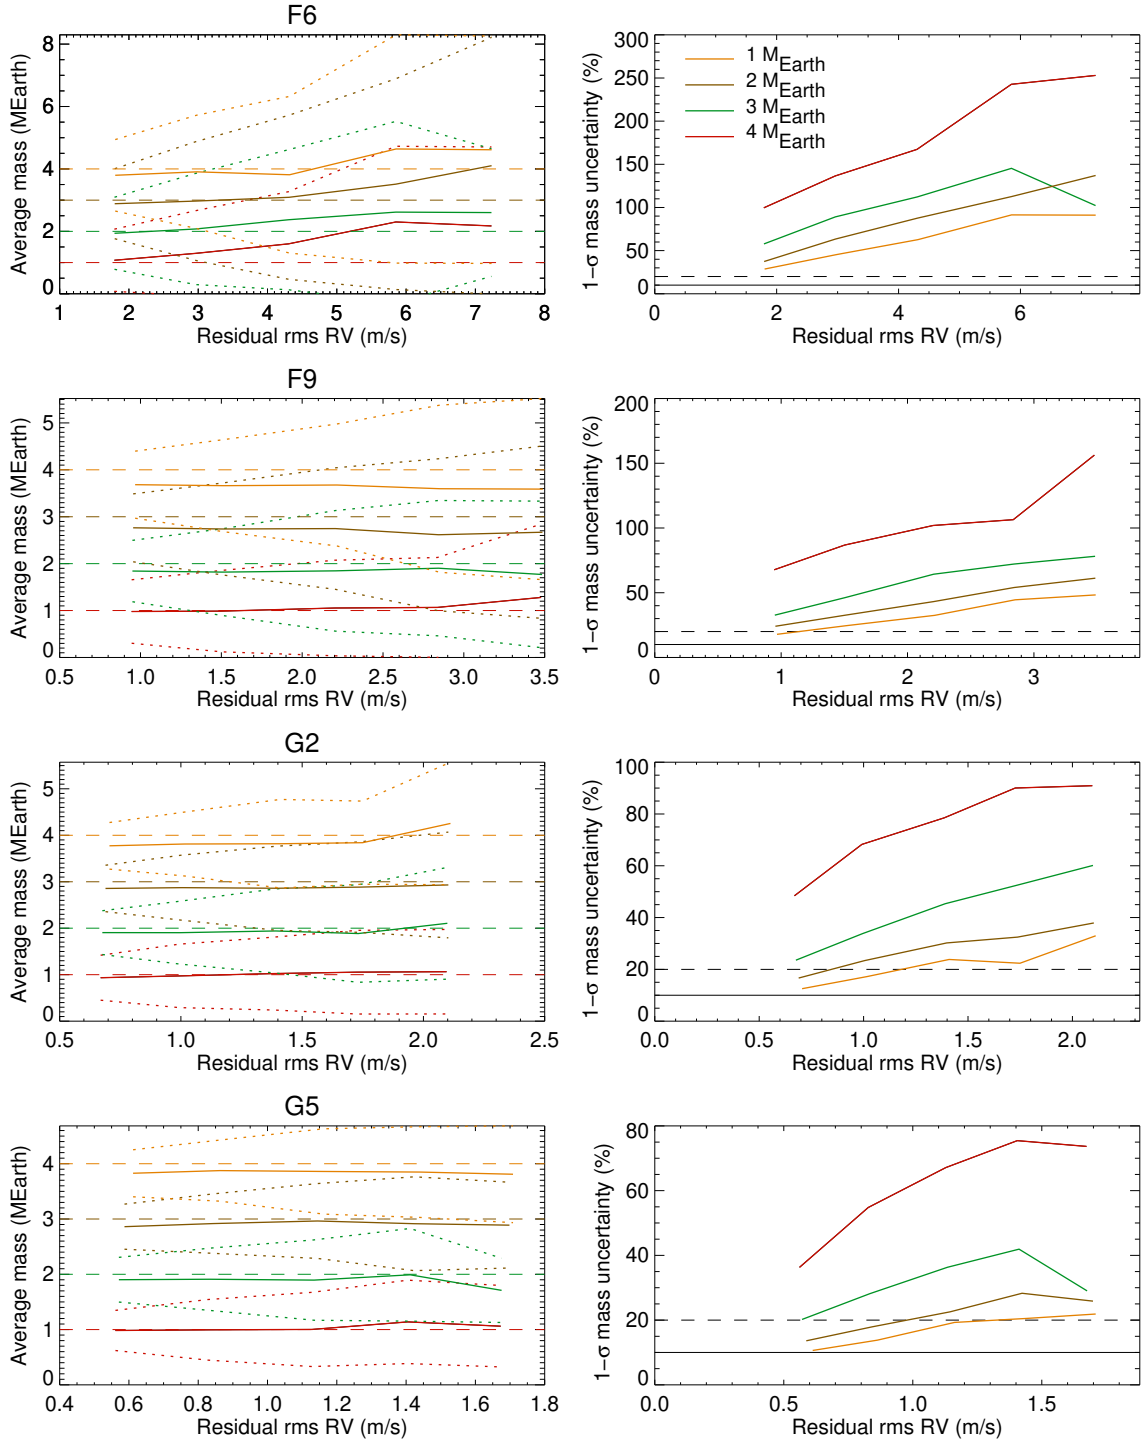 F6
8
6
4
2
0
Average mass (MEarth)
1 2 3 4 5 6 7 8
Residual rms RV (m/s)
300
250
200
150
100
50
0
1−σ mass uncertainty (%)
1 MEarth
2 MEarth
3 MEarth
4 MEarth
0 2 4 6
Residual rms RV (m/s)
F9
5
4
3
2
1
0
Average mass (MEarth)
0.5 1.0 1.5 2.0 2.5 3.0 3.5
Residual rms RV (m/s)
200
150
100
50
0
1−σ mass uncertainty (%)
0 1 2 3
Residual rms RV (m/s)
G2
5
4
3
2
1
0
Average mass (MEarth)
0.5 1.0 1.5 2.0 2.5
Residual rms RV (m/s)
100
80
60
40
20
0
1−σ mass uncertainty (%)
0.0 0.5 1.0 1.5 2.0
Residual rms RV (m/s)
G5
4
3
2
1
0
Average mass (MEarth)
0.4 0.6 0.8 1.0 1.2 1.4 1.6 1.8
Residual rms RV (m/s)
80
60
40
20
0
1−σ mass uncertainty (%)
0.0 0.5 1.0 1.5
Residual rms RV (m/s)